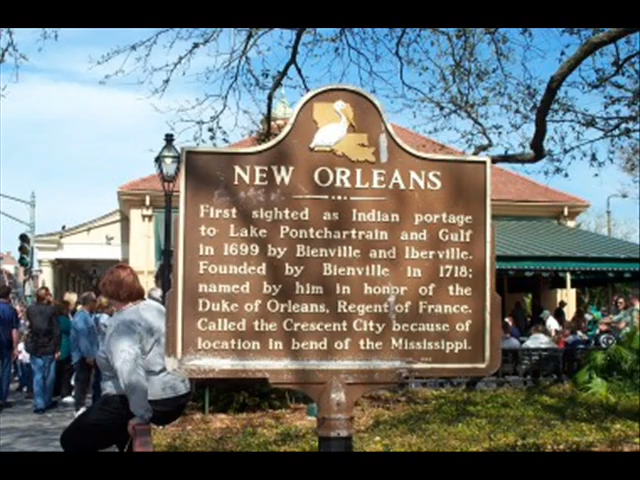 NEW ORLEANS
First sighted as Indian portage
to Lake Pontchartrain and Gulf
in 1699 by Bienville and Iberville.
Founded by Bienville in 1718;
named by him in honor of the
Duke of Orleans, Regent of France.
Called the Crescent City because of
location in bend of the Mississippi.